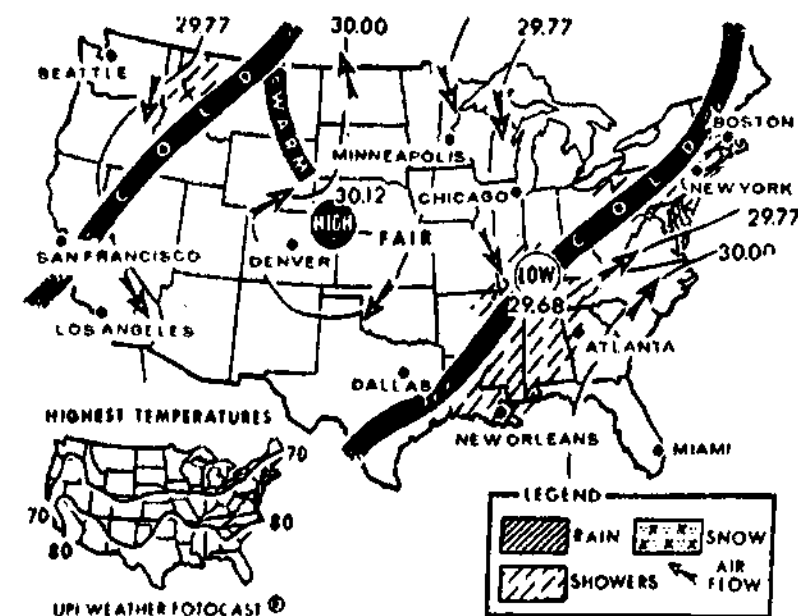 29.77 30.00 29.77
SEATTLE
COLD
WARM
MINNEAPOLIS
BOSTON
COLD
30.12
CHICAGO
NEW YORK
HIGH
29.77
FAIR
SAN FRANCISCO
DENVER
LOW
30.00
29.68
LOS ANGELES
ATLANTA
DALLAS
HIGHEST TEMPERATURES
NEW ORLEANS
MIAMI
70
LEGEND
70
80
80
RAIN SNOW
SHOWERS AIR FLOW
UPI WEATHER FOTOCAST ®